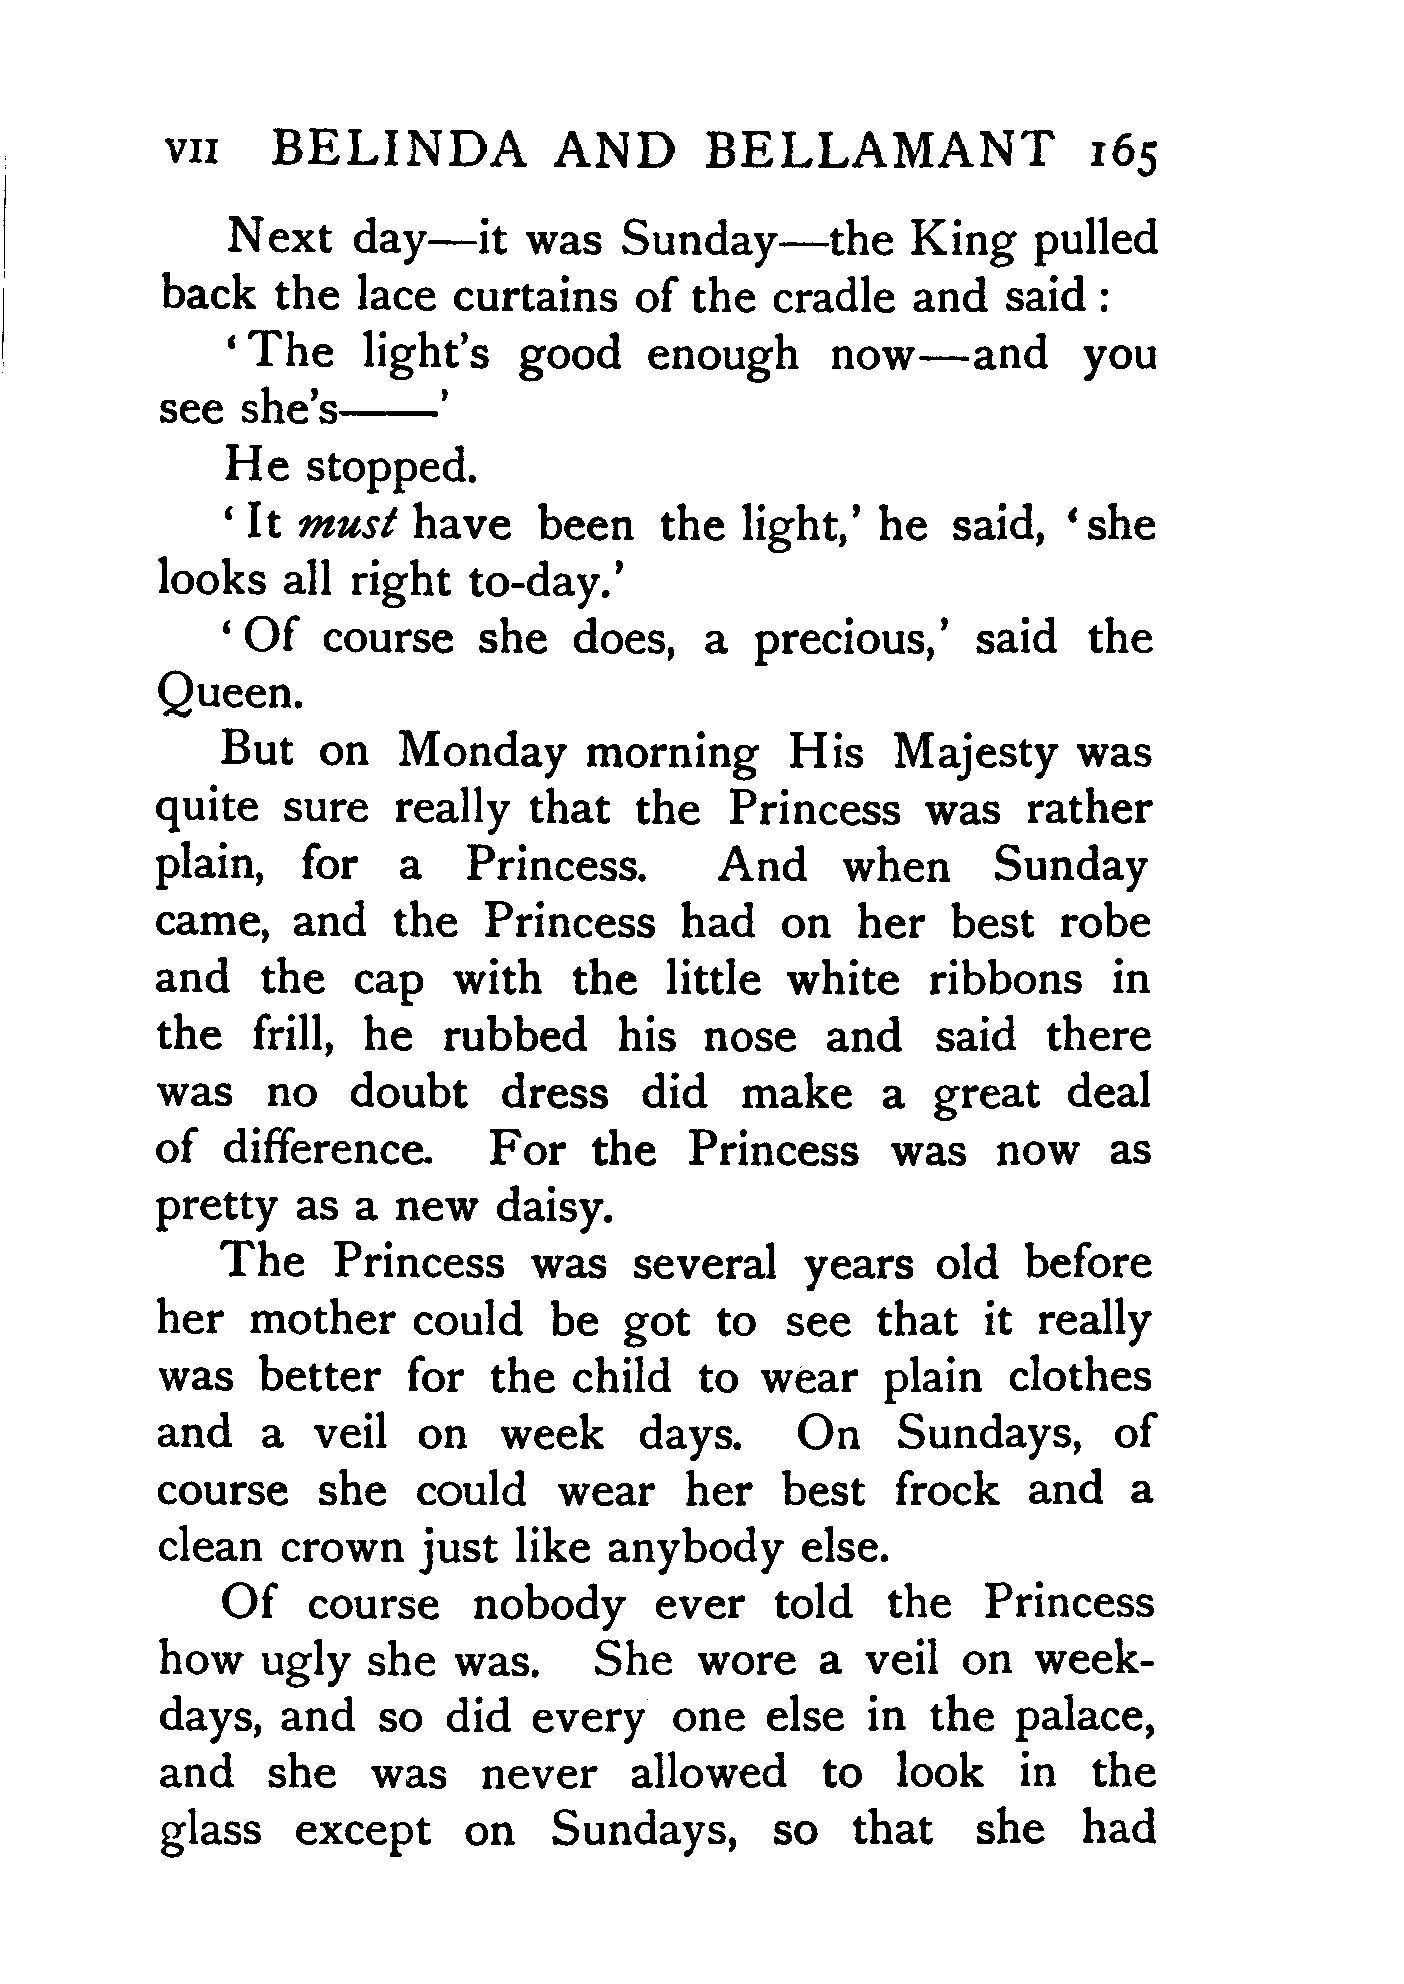 VII BELINDA AND BELLAMANT 165
Next day—it was Sunday—the King pulled
back the lace curtains of the cradle and said :
‘The light’s good enough now—and you
see she’s——’
He stopped.
‘It must have been the light,’ he said, ‘she
looks all right to-day.’
‘Of course she does, a precious,’ said the
Queen.
But on Monday morning His Majesty was
quite sure really that the Princess was rather
plain, for a Princess. And when Sunday
came, and the Princess had on her best robe
and the cap with the little white ribbons in
the frill, he rubbed his nose and said there
was no doubt dress did make a great deal
of difference. For the Princess was now as
pretty as a new daisy.
The Princess was several years old before
her mother could be got to see that it really
was better for the child to wear plain clothes
and a veil on week days. On Sundays, of
course she could wear her best frock and a
clean crown just like anybody else.
Of course nobody ever told the Princess
how ugly she was. She wore a veil on week-
days, and so did every one else in the palace,
and she was never allowed to look in the
glass except on Sundays, so that she had